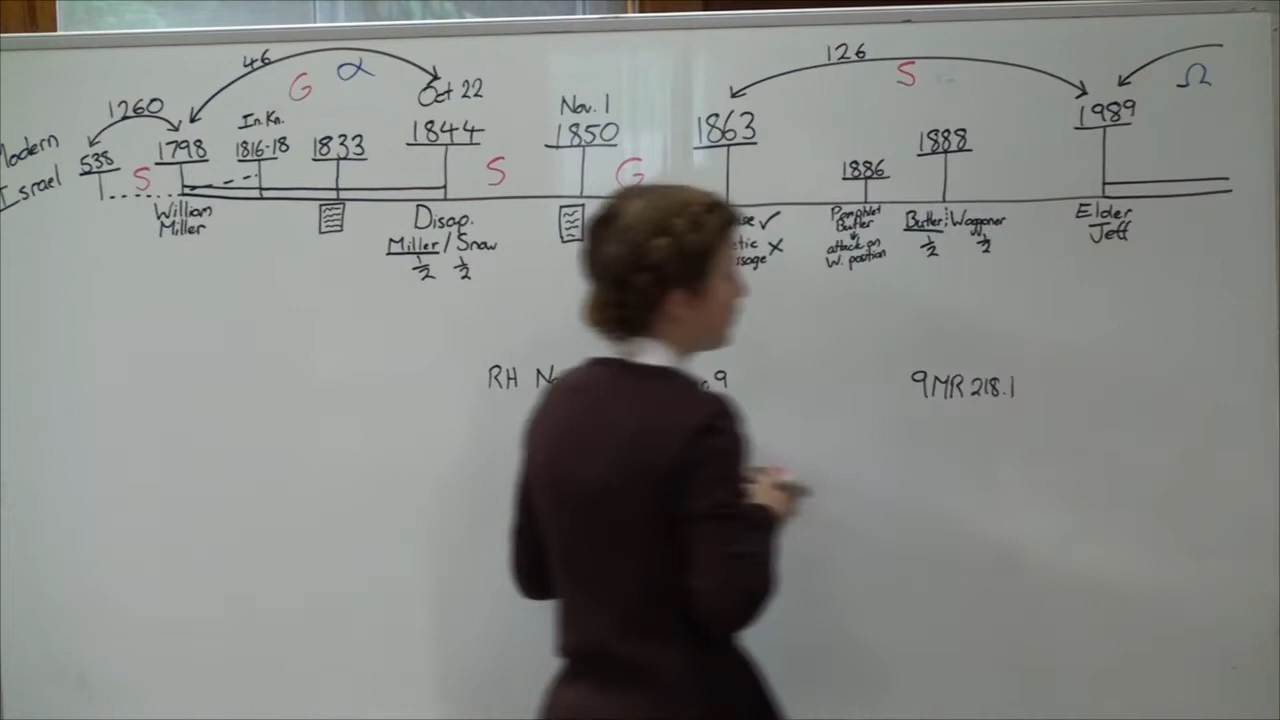 46 α 126
G Oct 22 S Ω
1260 In. Kn. Nov. 1 1989
Modern 538 1798 1816-18 1833 1844 1850 1863 1886 1888
Israel S S G
William Miller Disap. Pamphlet Butler Butler : Waggoner Elder
Miller / Snow ✓ attack on ½ ½ Jeff
½ ½ X W. position
RH 9 9MR 218.1